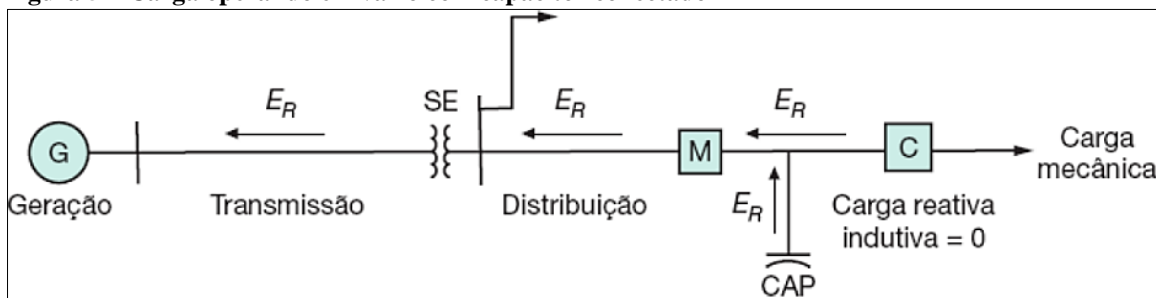 E_R
SE
E_R
E_R
G
M
C
Carga
mecânica
Geração
Transmissão
Distribuição
E_R
Carga reativa
indutiva = 0
CAP